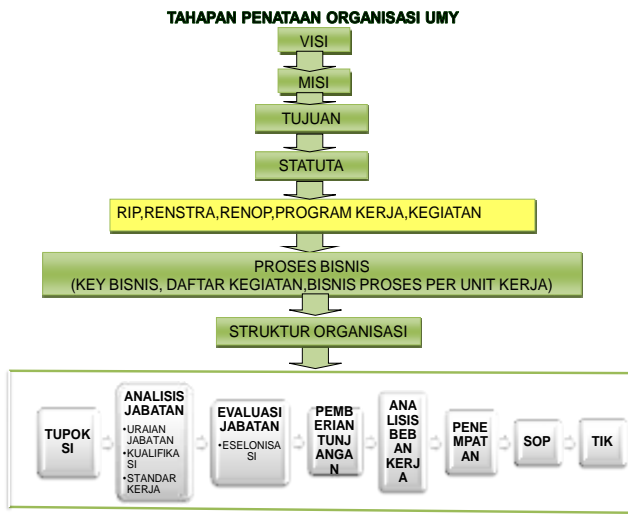 TAHAPAN PENATAAN ORGANISASI UMY
VISI
MISI
TUJUAN
STATUTA
RIP,RENSTRA,RENOP,PROGRAM KERJA,KEGIATAN
PROSES BISNIS
(KEY BISNIS, DAFTAR KEGIATAN,BISNIS PROSES PER UNIT KERJA)
STRUKTUR ORGANISASI
TUPOK
SI
ANALISIS
JABATAN
•URAIAN
JABATAN
•KUALIFIKA
SI
•STANDAR
KERJA
EVALUASI
JABATAN
•ESELONISA
SI
PEMB
ERIAN
TUNJ
ANGA
N
ANA
LISIS
BEB
AN
KERJ
A
PENE
MPAT
AN
SOP
TIK